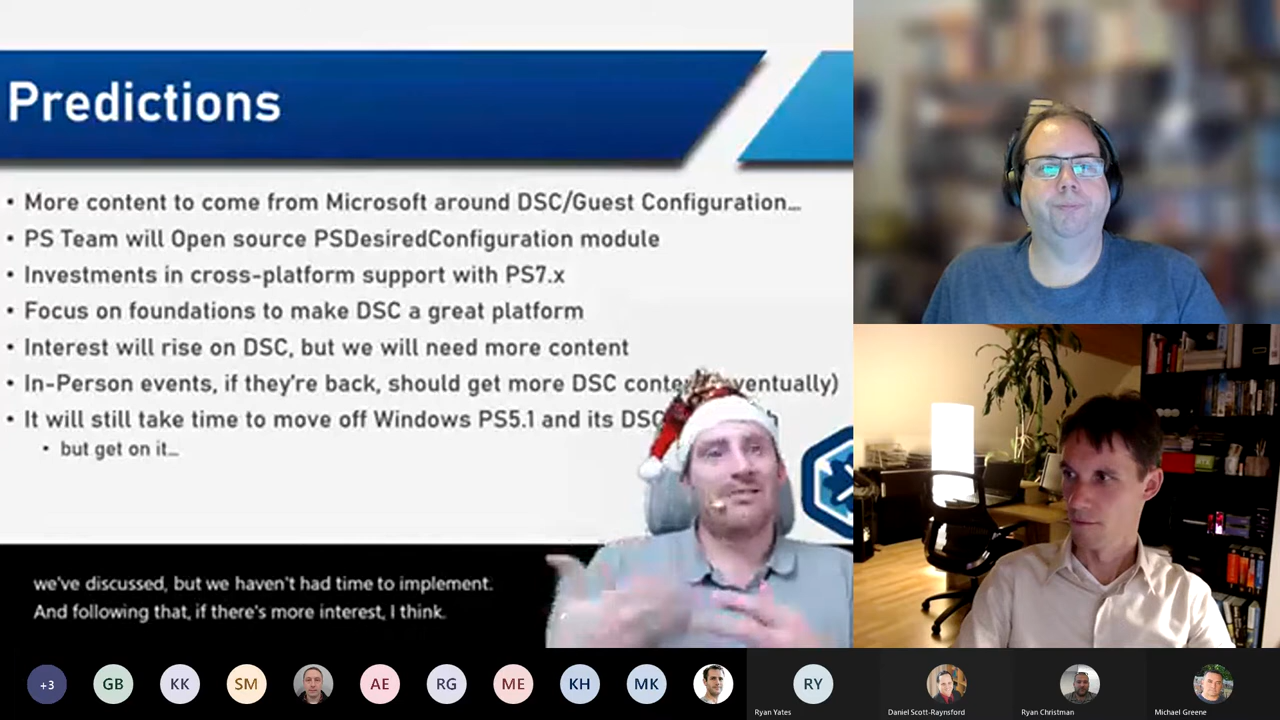 Predictions
• More content to come from Microsoft around DSC/Guest Configuration...
• PS Team will Open source PSDesiredConfiguration module
• Investments in cross-platform support with PS7.x
• Focus on foundations to make DSC a great platform
• Interest will rise on DSC, but we will need more content
• In-Person events, if they're back, should get more DSC
• It will still take time to move off Windows PS5.1 and its DSC
• but get on it...
we've discussed, but we haven't had time to implement.
And following that, if there's more interest, I think.
+3 GB KK SM AE RG ME KH MK RY
Ryan Yates Daniel Scott-Raynsford Ryan Christman Michael Greene